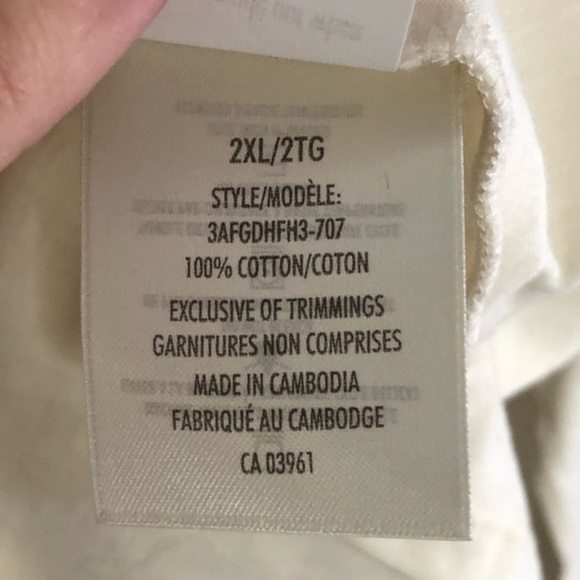 2XL/2TG
STYLE/MODÈLE:
3AFGDHFH3-707
100% COTTON/COTON
EXCLUSIVE OF TRIMMINGS
GARNITURES NON COMPRISES
MADE IN CAMBODIA
FABRIQUÉ AU CAMBODGE
CA 03961